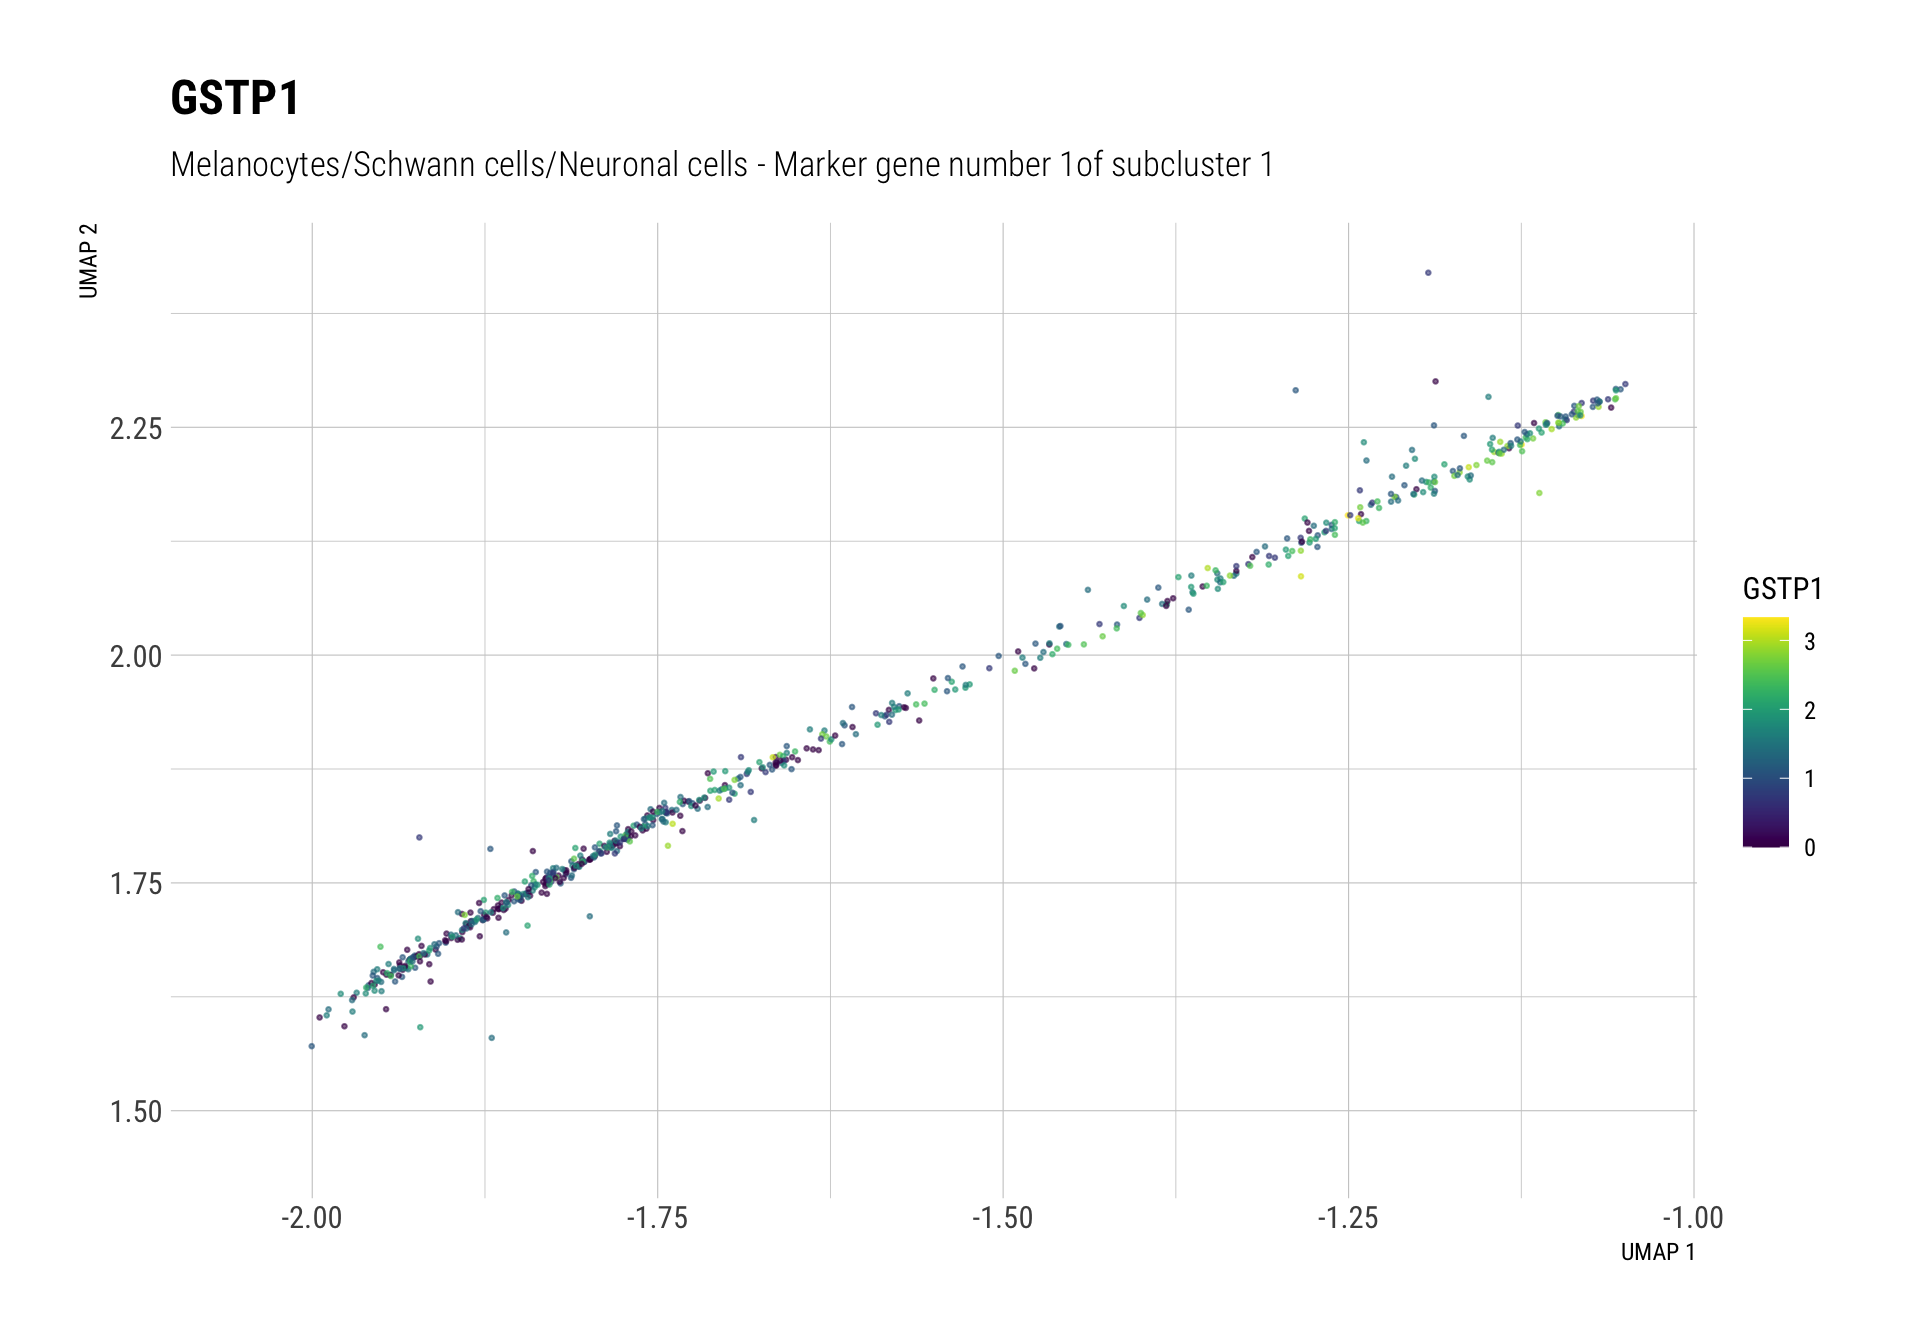 GSTP1
Melanocytes/Schwann cells/Neuronal cells - Marker gene number 1of subcluster 1
UMAP 2
2.25
2.00
1.75
1.50
-2.00
-1.75
-1.50
-1.25
-1.00
UMAP 1
GSTP1
3
2
1
0